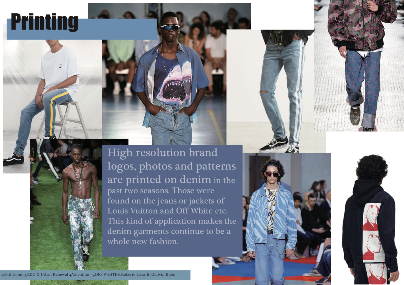 Printing
High resolution brand
logos, photos and patterns
are printed on denim in the
past two seasons. Those were
found on the jeans or jackets of
Louis Vuitton and Off White etc.
This kind of application makes the
denim garments continue to be a
whole new fashion.